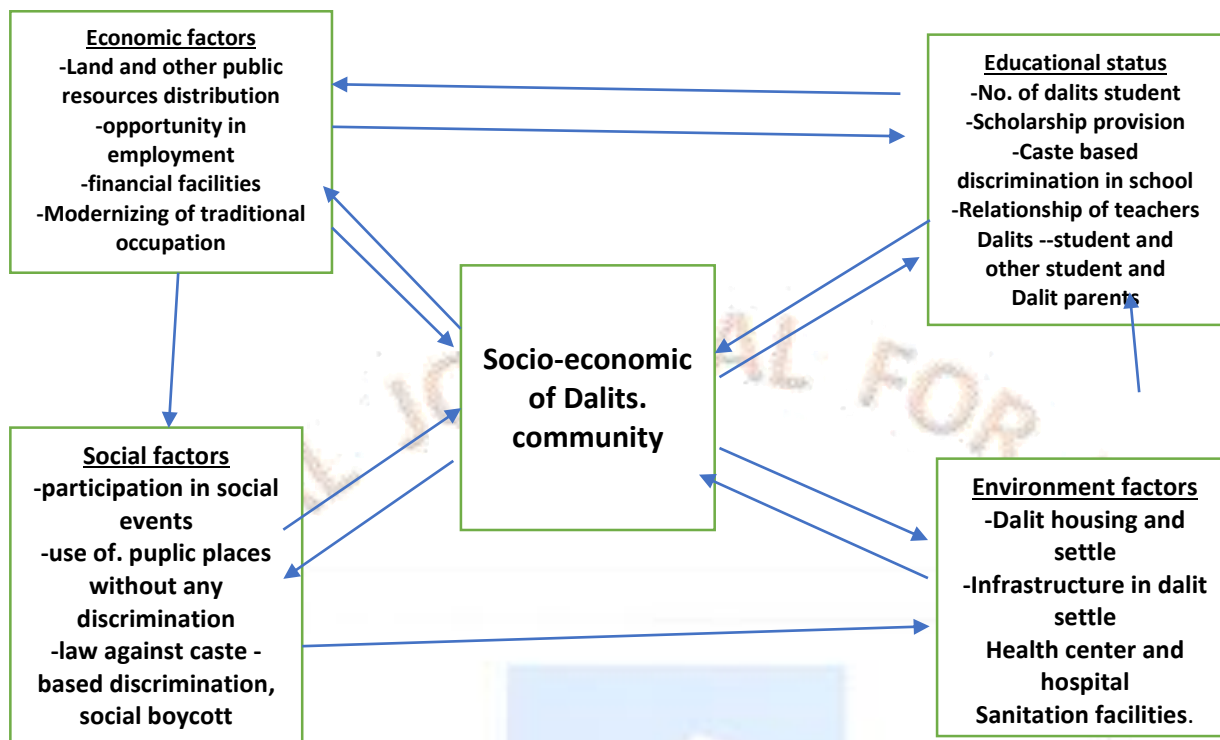 Economic factors
-Land and other public
resources distribution
-opportunity in
employment
-financial facilities
-Modernizing of traditional
occupation
Educational status
-No. of dalits student
-Scholarship provision
-Caste based
discrimination in school
-Relationship of teachers
Dalits --student and
other student and
Dalit parents
Socio-economic
of Dalits.
community
Social factors
-participation in social
events
-use of. puplic places
without any
discrimination
-law against caste -
based discrimination,
social boycott
Environment factors
-Dalit housing and
settle
-Infrastructure in dalit
settle
Health center and
hospital
Sanitation facilities.
FOR